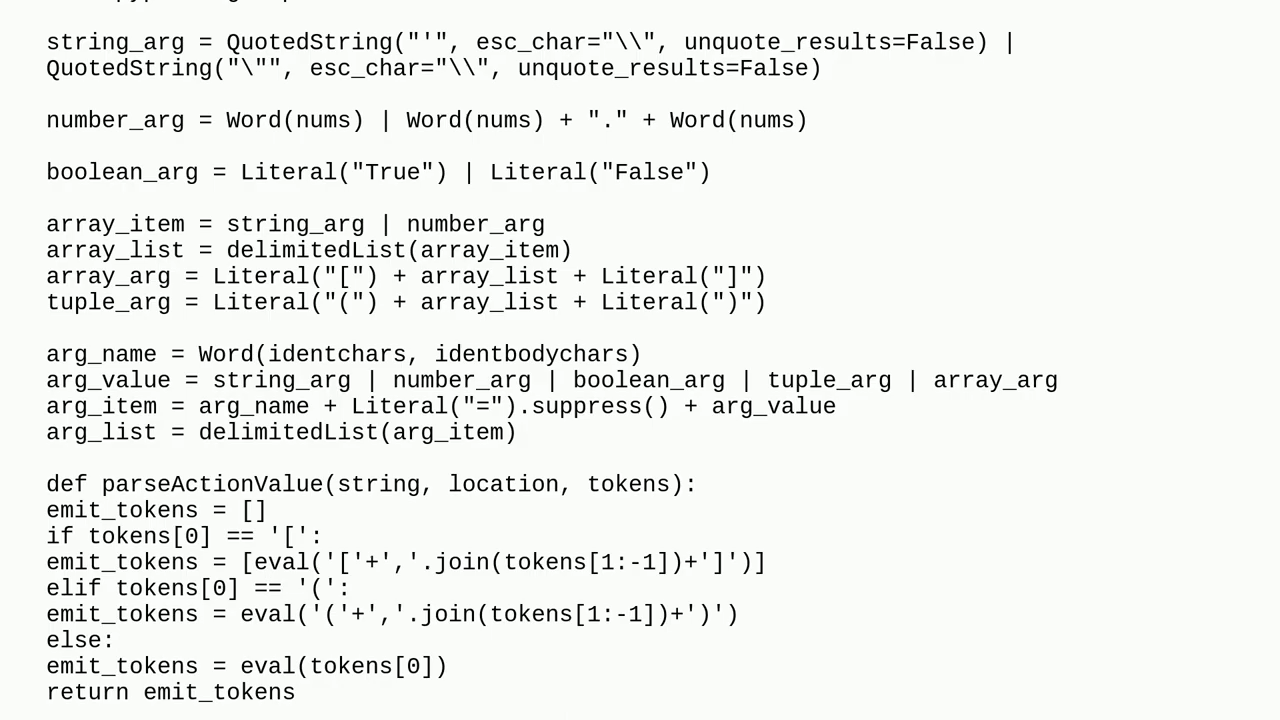 string_arg = QuotedString("'", esc_char="\\", unquote_results=False) |
QuotedString("\"", esc_char="\\", unquote_results=False)
number_arg = Word(nums) | Word(nums) + "." + Word(nums)
boolean_arg = Literal("True") | Literal("False")
array_item = string_arg | number_arg
array_list = delimitedList(array_item)
array_arg = Literal("[") + array_list + Literal("]")
tuple_arg = Literal("(") + array_list + Literal(")")
arg_name = Word(identchars, identbodychars)
arg_value = string_arg | number_arg | boolean_arg | tuple_arg | array_arg
arg_item = arg_name + Literal("=").suppress() + arg_value
arg_list = delimitedList(arg_item)
def parseActionValue(string, location, tokens):
emit_tokens = []
if tokens[0] == '[':
emit_tokens = [eval('['+','.join(tokens[1:-1])+']')]
elif tokens[0] == '(':
emit_tokens = eval('('+','.join(tokens[1:-1])+')')
else:
emit_tokens = eval(tokens[0])
return emit_tokens